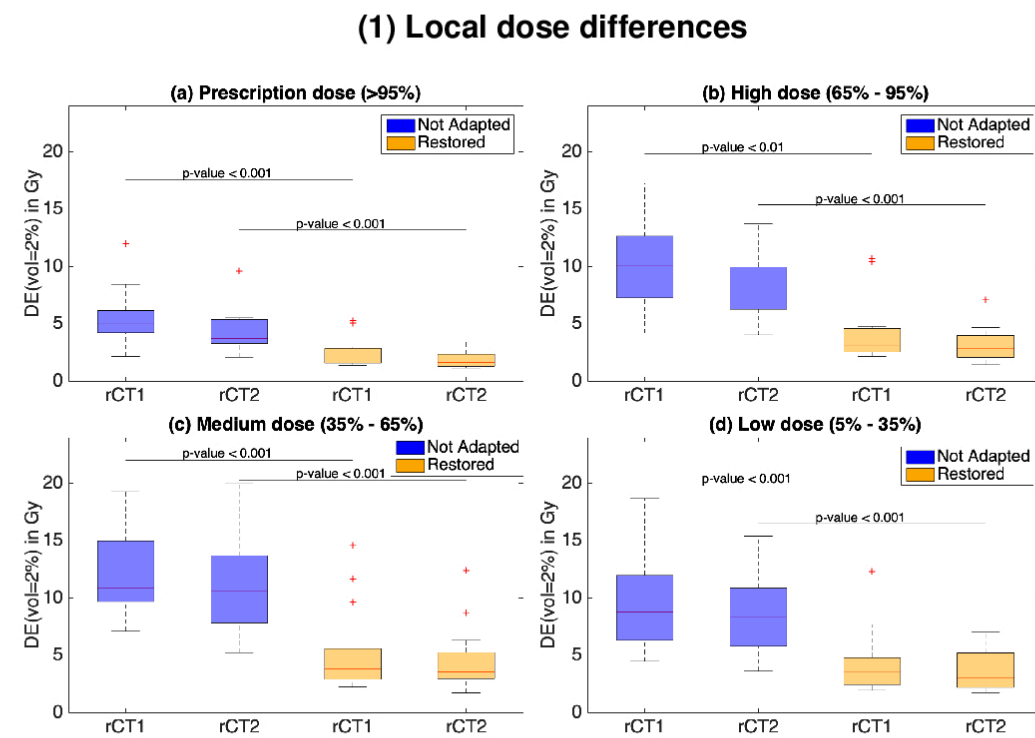 (1) Local dose differences
(a) Prescription dose (>95%)
DE(vol=2%) in Gy
20
15
10
5
0
Not Adapted
Restored
p-value < 0.001
p-value < 0.001
rCT1 rCT2 rCT1 rCT2
(b) High dose (65% - 95%)
DE(vol=2%) in Gy
20
15
10
5
0
Not Adapted
Restored
p-value < 0.01
p-value < 0.001
rCT1 rCT2 rCT1 rCT2
(c) Medium dose (35% - 65%)
DE(vol=2%) in Gy
20
15
10
5
0
Not Adapted
Restored
p-value < 0.001
p-value < 0.001
rCT1 rCT2 rCT1 rCT2
(d) Low dose (5% - 35%)
DE(vol=2%) in Gy
20
15
10
5
0
Not Adapted
Restored
p-value < 0.001
p-value < 0.001
rCT1 rCT2 rCT1 rCT2